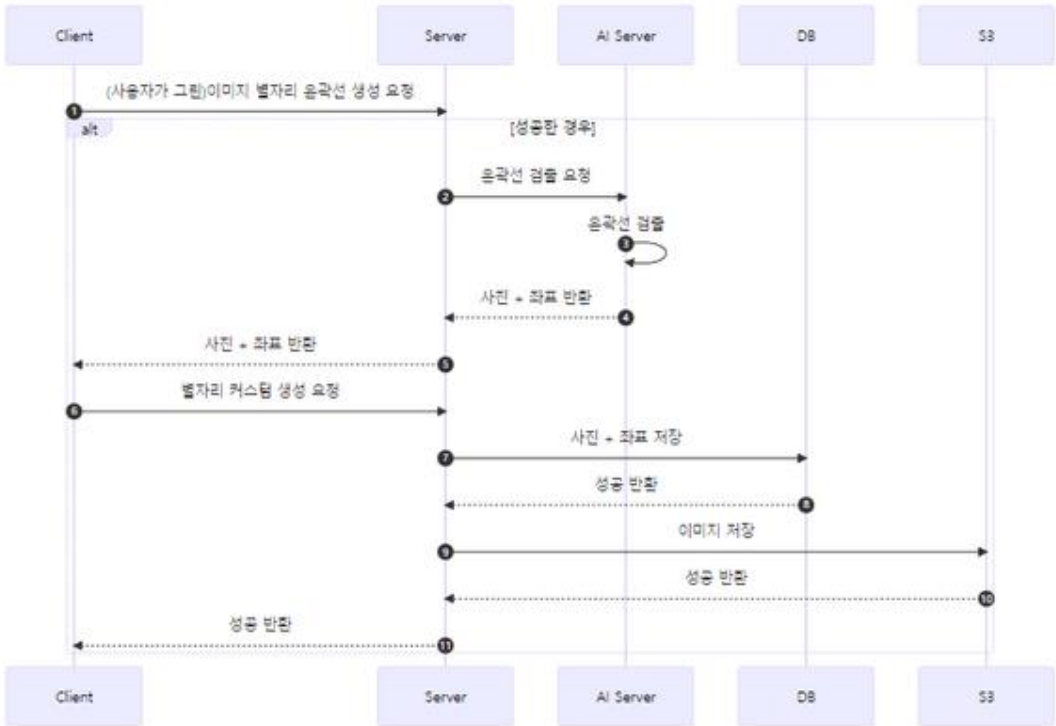 Client
Server
AI Server
DB
S3
(사용자가 그린)이미지 별자리 윤곽선 생성 요청
1
alt
[성공한 경우]
윤곽선 검출 요청
2
윤곽선 검출
3
사진 + 좌표 반환
4
사진 + 좌표 반환
5
별자리 커스텀 생성 요청
6
사진 + 좌표 저장
7
성공 반환
8
이미지 저장
9
성공 반환
10
성공 반환
11
Client
Server
AI Server
DB
S3